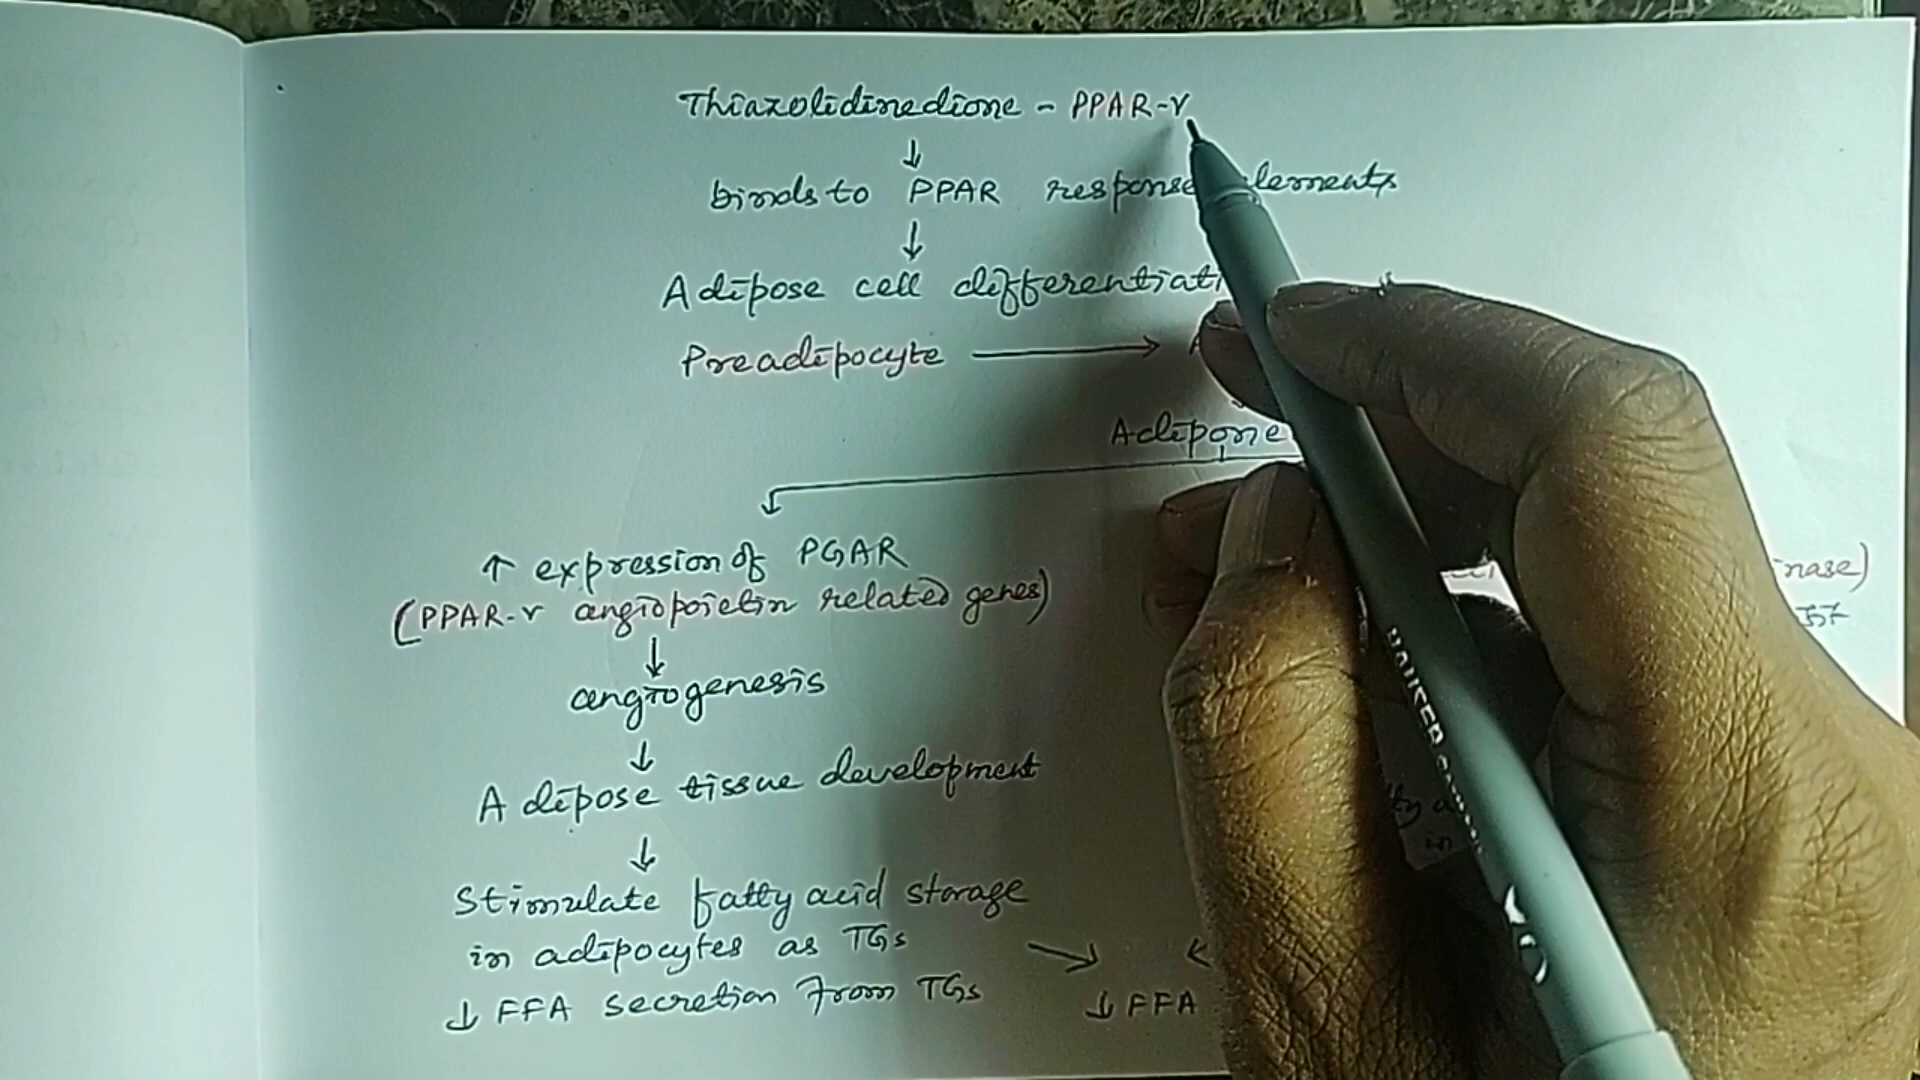 Thiazolidinedione - PPAR-γ
↓
binds to PPAR response elements
↓
Adipose cell differentiati
Preadipocyte →
Adipone
↑ expression of PGAR
(PPAR-γ angiopoietin related genes)
↓
angiogenesis
↓
Adipose tissue development
↓
Stimulate fatty acid storage
in adipocytes as TGs
↓ FFA secretion from TGs
↓ FFA
nase)
in